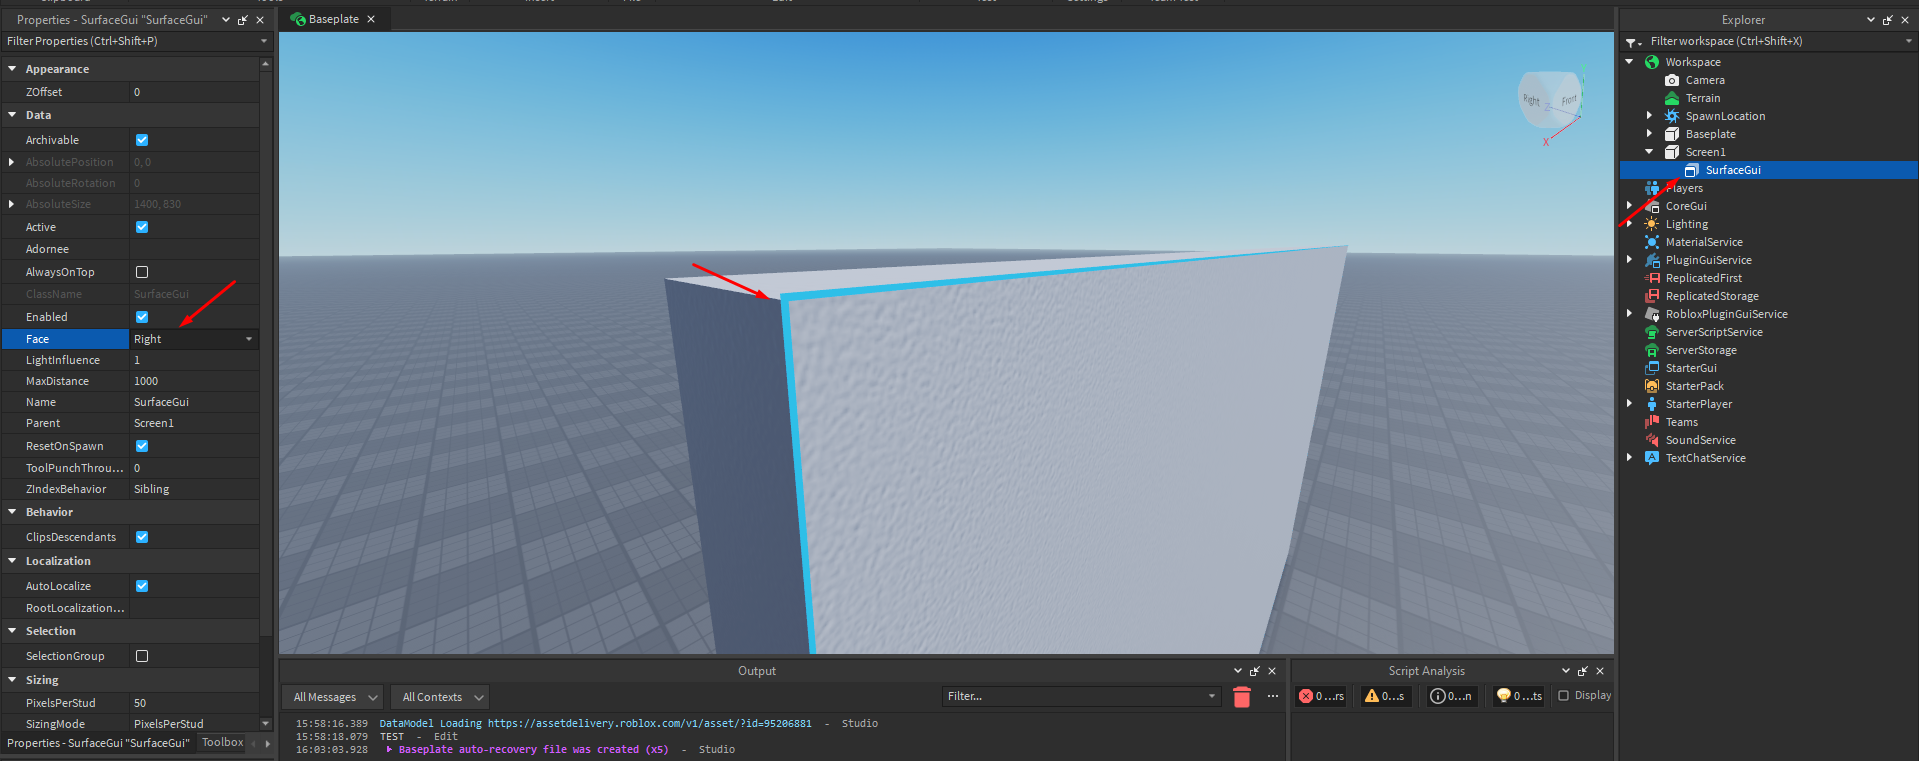 Properties - SurfaceGui "SurfaceGui"
Filter Properties (Ctrl+Shift+P)
Appearance
ZOffset 0
Data
Archivable
AbsolutePosition 0, 0
AbsoluteRotation 0
AbsoluteSize 1400, 830
Active
Adornee
AlwaysOnTop
ClassName SurfaceGui
Enabled
Face Right
LightInfluence 1
MaxDistance 1000
Name SurfaceGui
Parent Screen1
ResetOnSpawn
ToolPunchThrou... 0
ZIndexBehavior Sibling
Behavior
ClipsDescendants
Localization
AutoLocalize
RootLocalization...
Selection
SelectionGroup
Sizing
PixelsPerStud 50
SizingMode PixelsPerStud
Properties - SurfaceGui "SurfaceGui" Toolbox
Baseplate
Right Front
Z
Y
X
Output
All Messages All Contexts Filter... ...
15:58:16.389 DataModel Loading https://assetdelivery.roblox.com/v1/asset/?id=95206881 - Studio
15:58:18.079 TEST - Edit
16:03:03.928 Baseplate auto-recovery file was created (x5) - Studio
Script Analysis
0 ...rs 0...s 0...n 0 ...ts Display
Explorer
Filter workspace (Ctrl+Shift+X)
Workspace
Camera
Terrain
SpawnLocation
Baseplate
Screen1
SurfaceGui
Players
CoreGui
Lighting
MaterialService
PluginGuiService
ReplicatedFirst
ReplicatedStorage
RobloxPluginGuiService
ServerScriptService
ServerStorage
StarterGui
StarterPack
StarterPlayer
Teams
SoundService
TextChatService